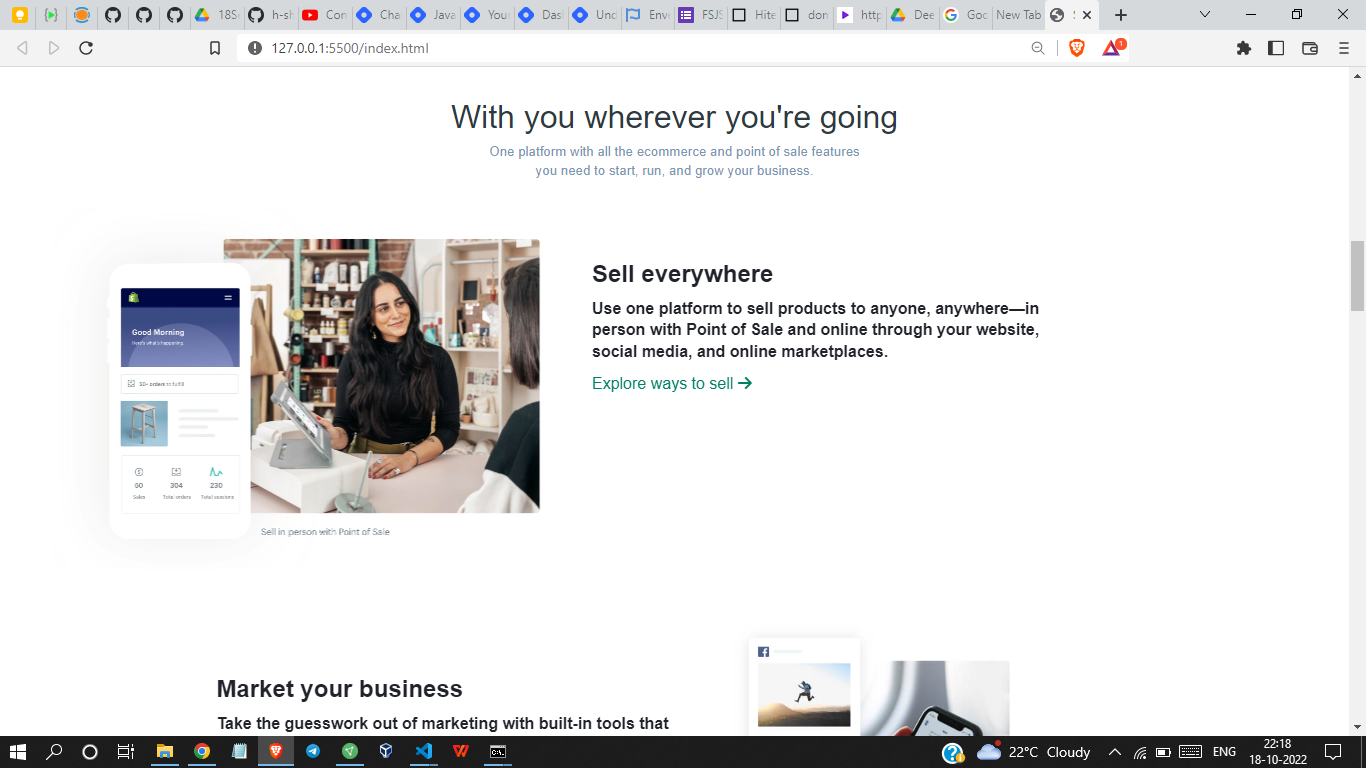 18S
h-sh
Con
Cha
Java
Your
Das
Und
Env
FSJS
Hite
don
http
Dee
Goo
New Tab
127.0.0.1:5500/index.html
1
With you wherever you're going
One platform with all the ecommerce and point of sale features
you need to start, run, and grow your business.
Good Morning
Here's what's happening.
50+ orders to fulfill
60
304
230
Sales
Total orders
Total sessions
Sell in person with Point of Sale
Sell everywhere
Use one platform to sell products to anyone, anywhere—in
person with Point of Sale and online through your website,
social media, and online marketplaces.
Explore ways to sell
Market your business
Take the guesswork out of marketing with built-in tools that
22°C Cloudy
ENG
22:18
18-10-2022